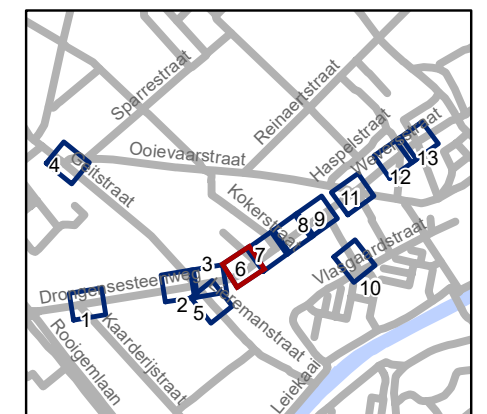 Sparrestraat
Reinaertstraat
Haspelstraat
Weversstraat
13
12
4
Geitstraat
Ooievaarstraat
Kokerstraat
11
8
9
7
6
3
Vlasgaardstraat
10
Drongensesteenweg
2
5
1
Kaarderijstraat
Rooigemlaan
Leiekaai